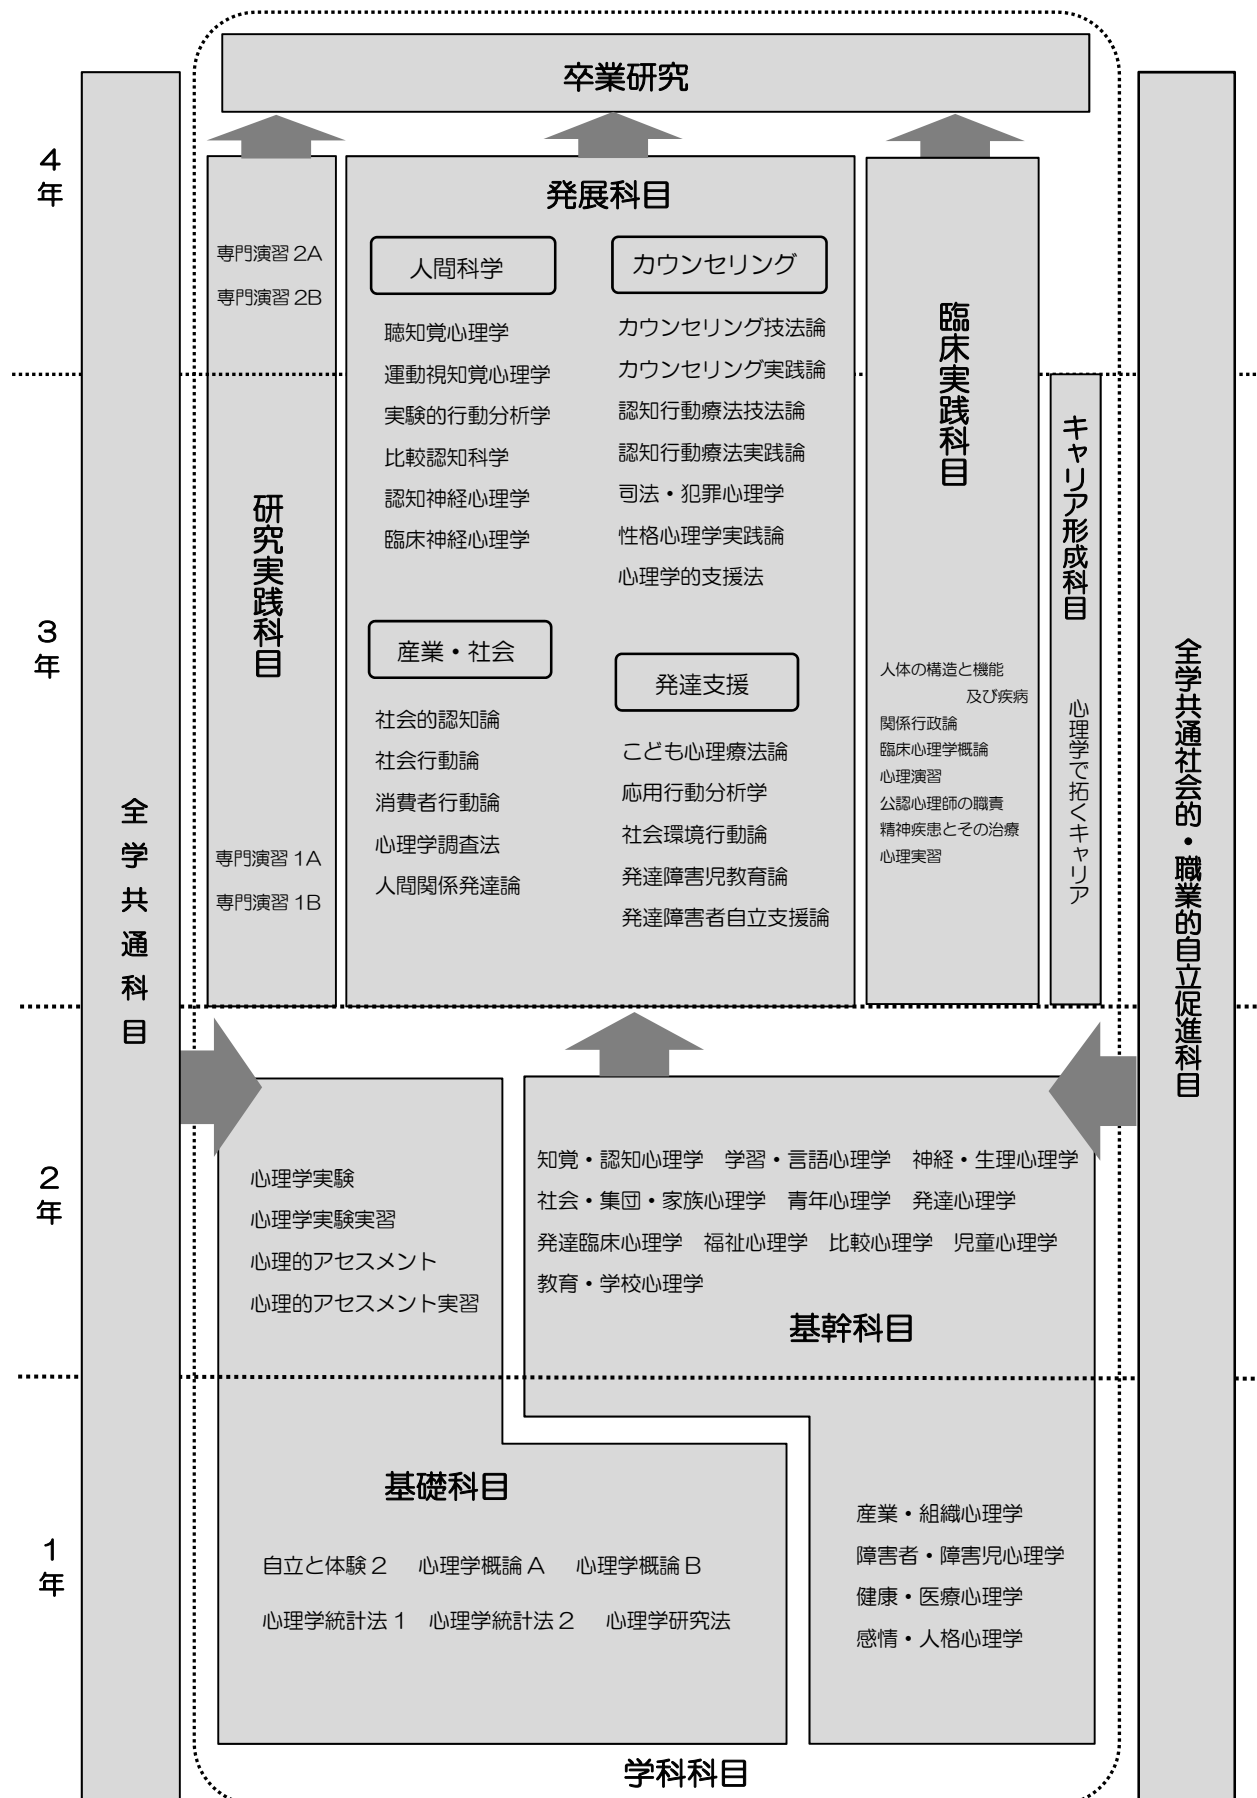 卒業研究
4
年
発展科目
専門演習 2A
専門演習 2B
人間科学
聴知覚心理学
運動視知覚心理学
実験的行動分析学
比較認知科学
認知神経心理学
臨床神経心理学
カウンセリング
カウンセリング技法論
カウンセリング実践論
認知行動療法技法論
認知行動療法実践論
司法・犯罪心理学
性格心理学実践論
心理学的支援法
臨床実践科目
キャリア形成科目
研究実践科目
3
年
産業・社会
社会的認知論
社会行動論
消費者行動論
心理学調査法
人間関係発達論
発達支援
こども心理療法論
応用行動分析学
社会環境行動論
発達障害児教育論
発達障害者自立支援論
人体の構造と機能
及び疾病
関係行政論
臨床心理学概論
心理演習
公認心理師の職責
精神疾患とその治療
心理実習
心理学で拓くキャリア
専門演習 1A
専門演習 1B
全学共通科目
全学共通社会的・職業的自立促進科目
2
年
心理学実験
心理学実験実習
心理的アセスメント
心理的アセスメント実習
知覚・認知心理学 学習・言語心理学 神経・生理心理学
社会・集団・家族心理学 青年心理学 発達心理学
発達臨床心理学 福祉心理学 比較心理学 児童心理学
教育・学校心理学
基幹科目
1
年
基礎科目
自立と体験 2 心理学概論 A 心理学概論 B
心理学統計法 1 心理学統計法 2 心理学研究法
産業・組織心理学
障害者・障害児心理学
健康・医療心理学
感情・人格心理学
学科科目